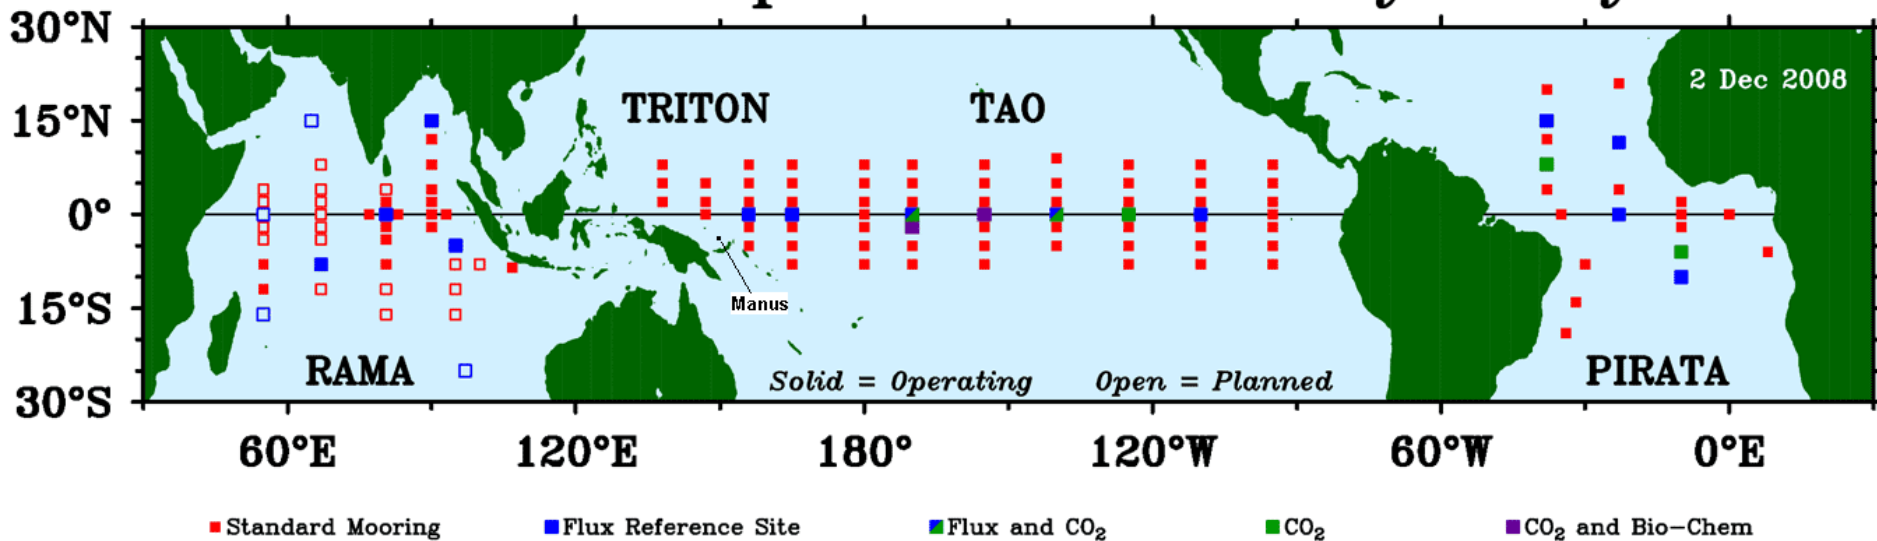 30°N
2 Dec 2008
TRITON TAO
15°N
0°
Manus
15°S
RAMA PIRATA
Solid = Operating Open = Planned
30°S
60°E 120°E 180° 120°W 60°W 0°E
Standard Mooring Flux Reference Site Flux and CO₂ CO₂ CO₂ and Bio-Chem